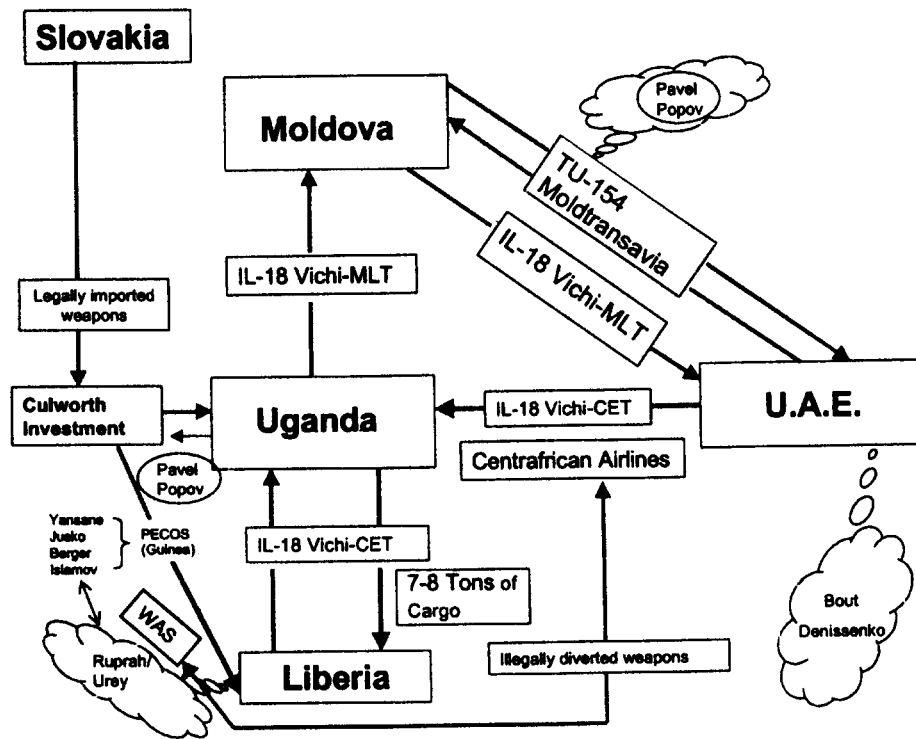 Slovakia
Moldova
Pavel
Popov
TU-154
Moldtransavia
IL-18 Vichi-MLT
IL-18 Vichi-MLT
Legally imported
weapons
Culworth
Investment
Uganda
IL-18 Vichi-CET
U.A.E.
Centrafrican Airlines
Pavel
Popov
Yansane
Jusko
Berger
Islamov
PECOS
(Guinea)
IL-18 Vichi-CET
7-8 Tons of
Cargo
WAS
Ruprah/
Urey
Liberia
Illegally diverted weapons
Bout
Denissenko